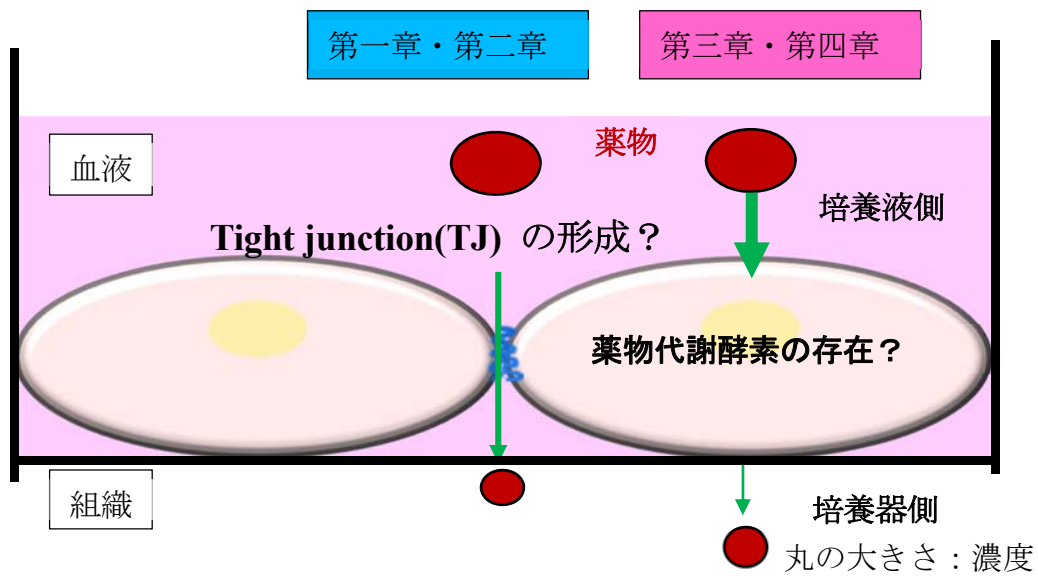 第一章・第二章
第三章・第四章
薬物
血液
培養液側
Tight junction(TJ) の形成？
薬物代謝酵素の存在？
組織
培養器側
丸の大きさ：濃度